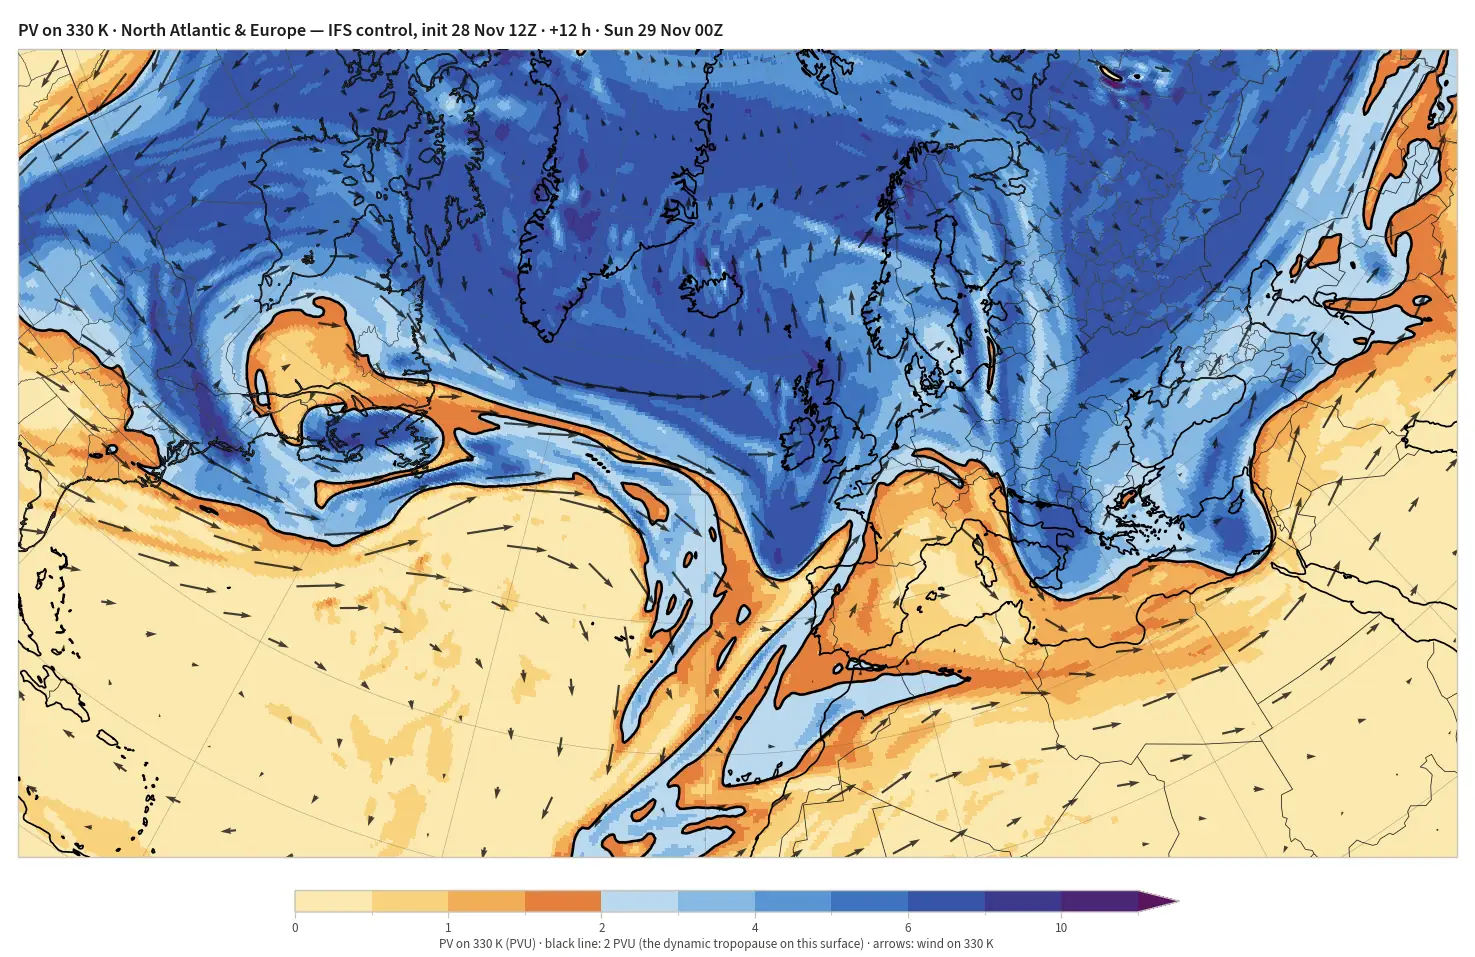 PV on 330 K · North Atlantic & Europe — IFS control, init 28 Nov 12Z · +12 h · Sun 29 Nov 00Z
0 1 2 4 6 10
PV on 330 K (PVU) · black line: 2 PVU (the dynamic tropopause on this surface) · arrows: wind on 330 K